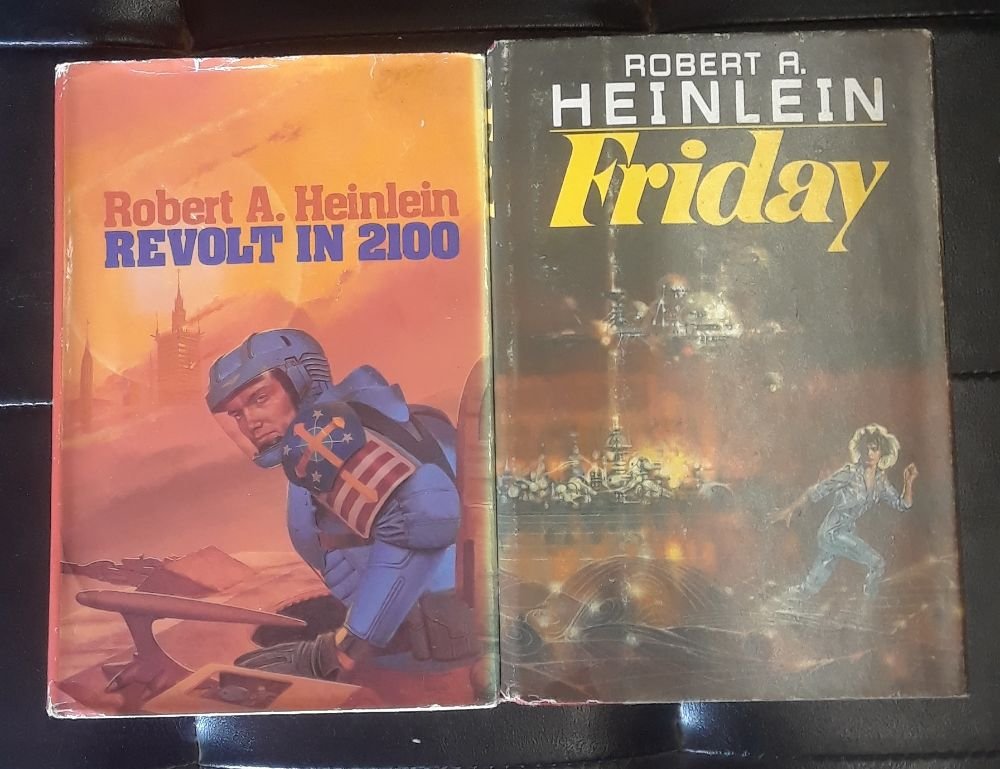 Robert A. Heinlein
REVOLT IN 2100
ROBERT A.
HEINLEIN
Friday